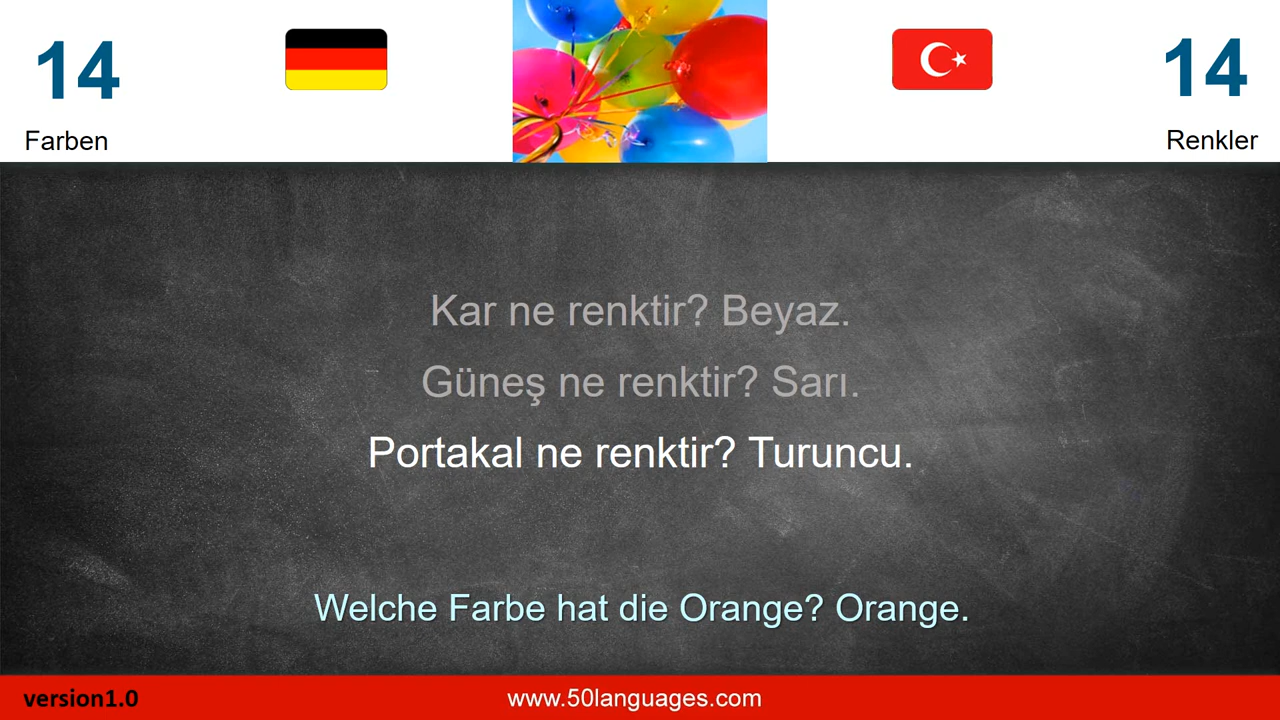 14
Farben
14
Renkler
Kar ne renktir? Beyaz.
Güneş ne renktir? Sarı.
Portakal ne renktir? Turuncu.
Welche Farbe hat die Orange? Orange.
version1.0
www.50languages.com